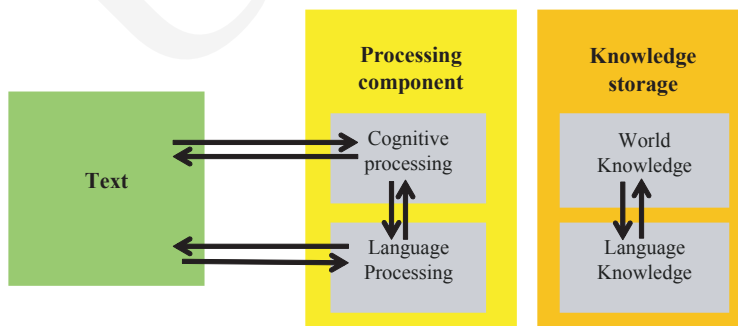 Text
Processing
component
Cognitive
processing
Language
Processing
Knowledge
storage
World
Knowledge
Language
Knowledge